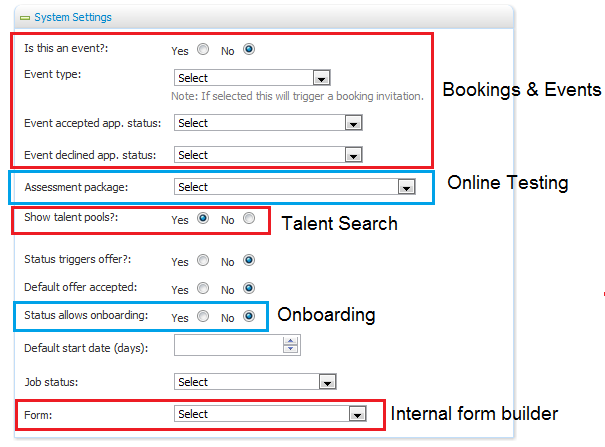 System Settings
Is this an event?: Yes No
Event type: Select
Note: If selected this will trigger a booking invitation.
Bookings & Events
Event accepted app. status: Select
Event declined app. status: Select
Assessment package: Select
Online Testing
Show talent pools?: Yes No
Talent Search
Status triggers offer?: Yes No
Default offer accepted: Yes No
Status allows onboarding: Yes No
Onboarding
Default start date (days):
Job status: Select
Form: Select
Internal form builder